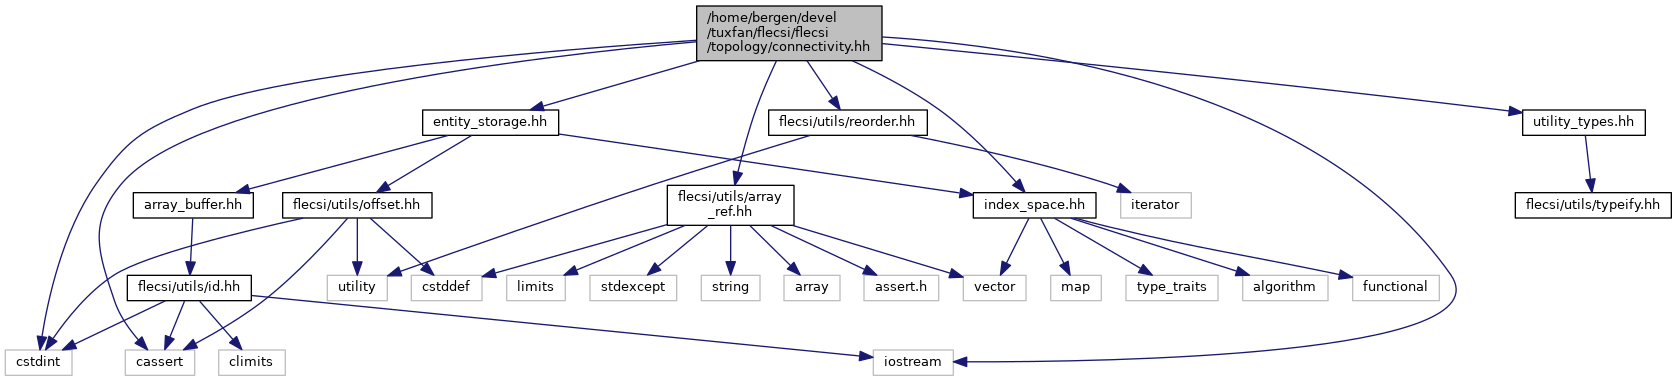 /home/bergen/devel
/tuxfan/flecsi/flecsi
/topology/connectivity.hh
entity_storage.hh
flecsi/utils/reorder.hh
utility_types.hh
array_buffer.hh
flecsi/utils/offset.hh
flecsi/utils/array
_ref.hh
index_space.hh
iterator
flecsi/utils/typeify.hh
flecsi/utils/id.hh
utility
cstddef
limits
stdexcept
string
array
assert.h
vector
map
type_traits
algorithm
functional
cstdint
cassert
climits
iostream